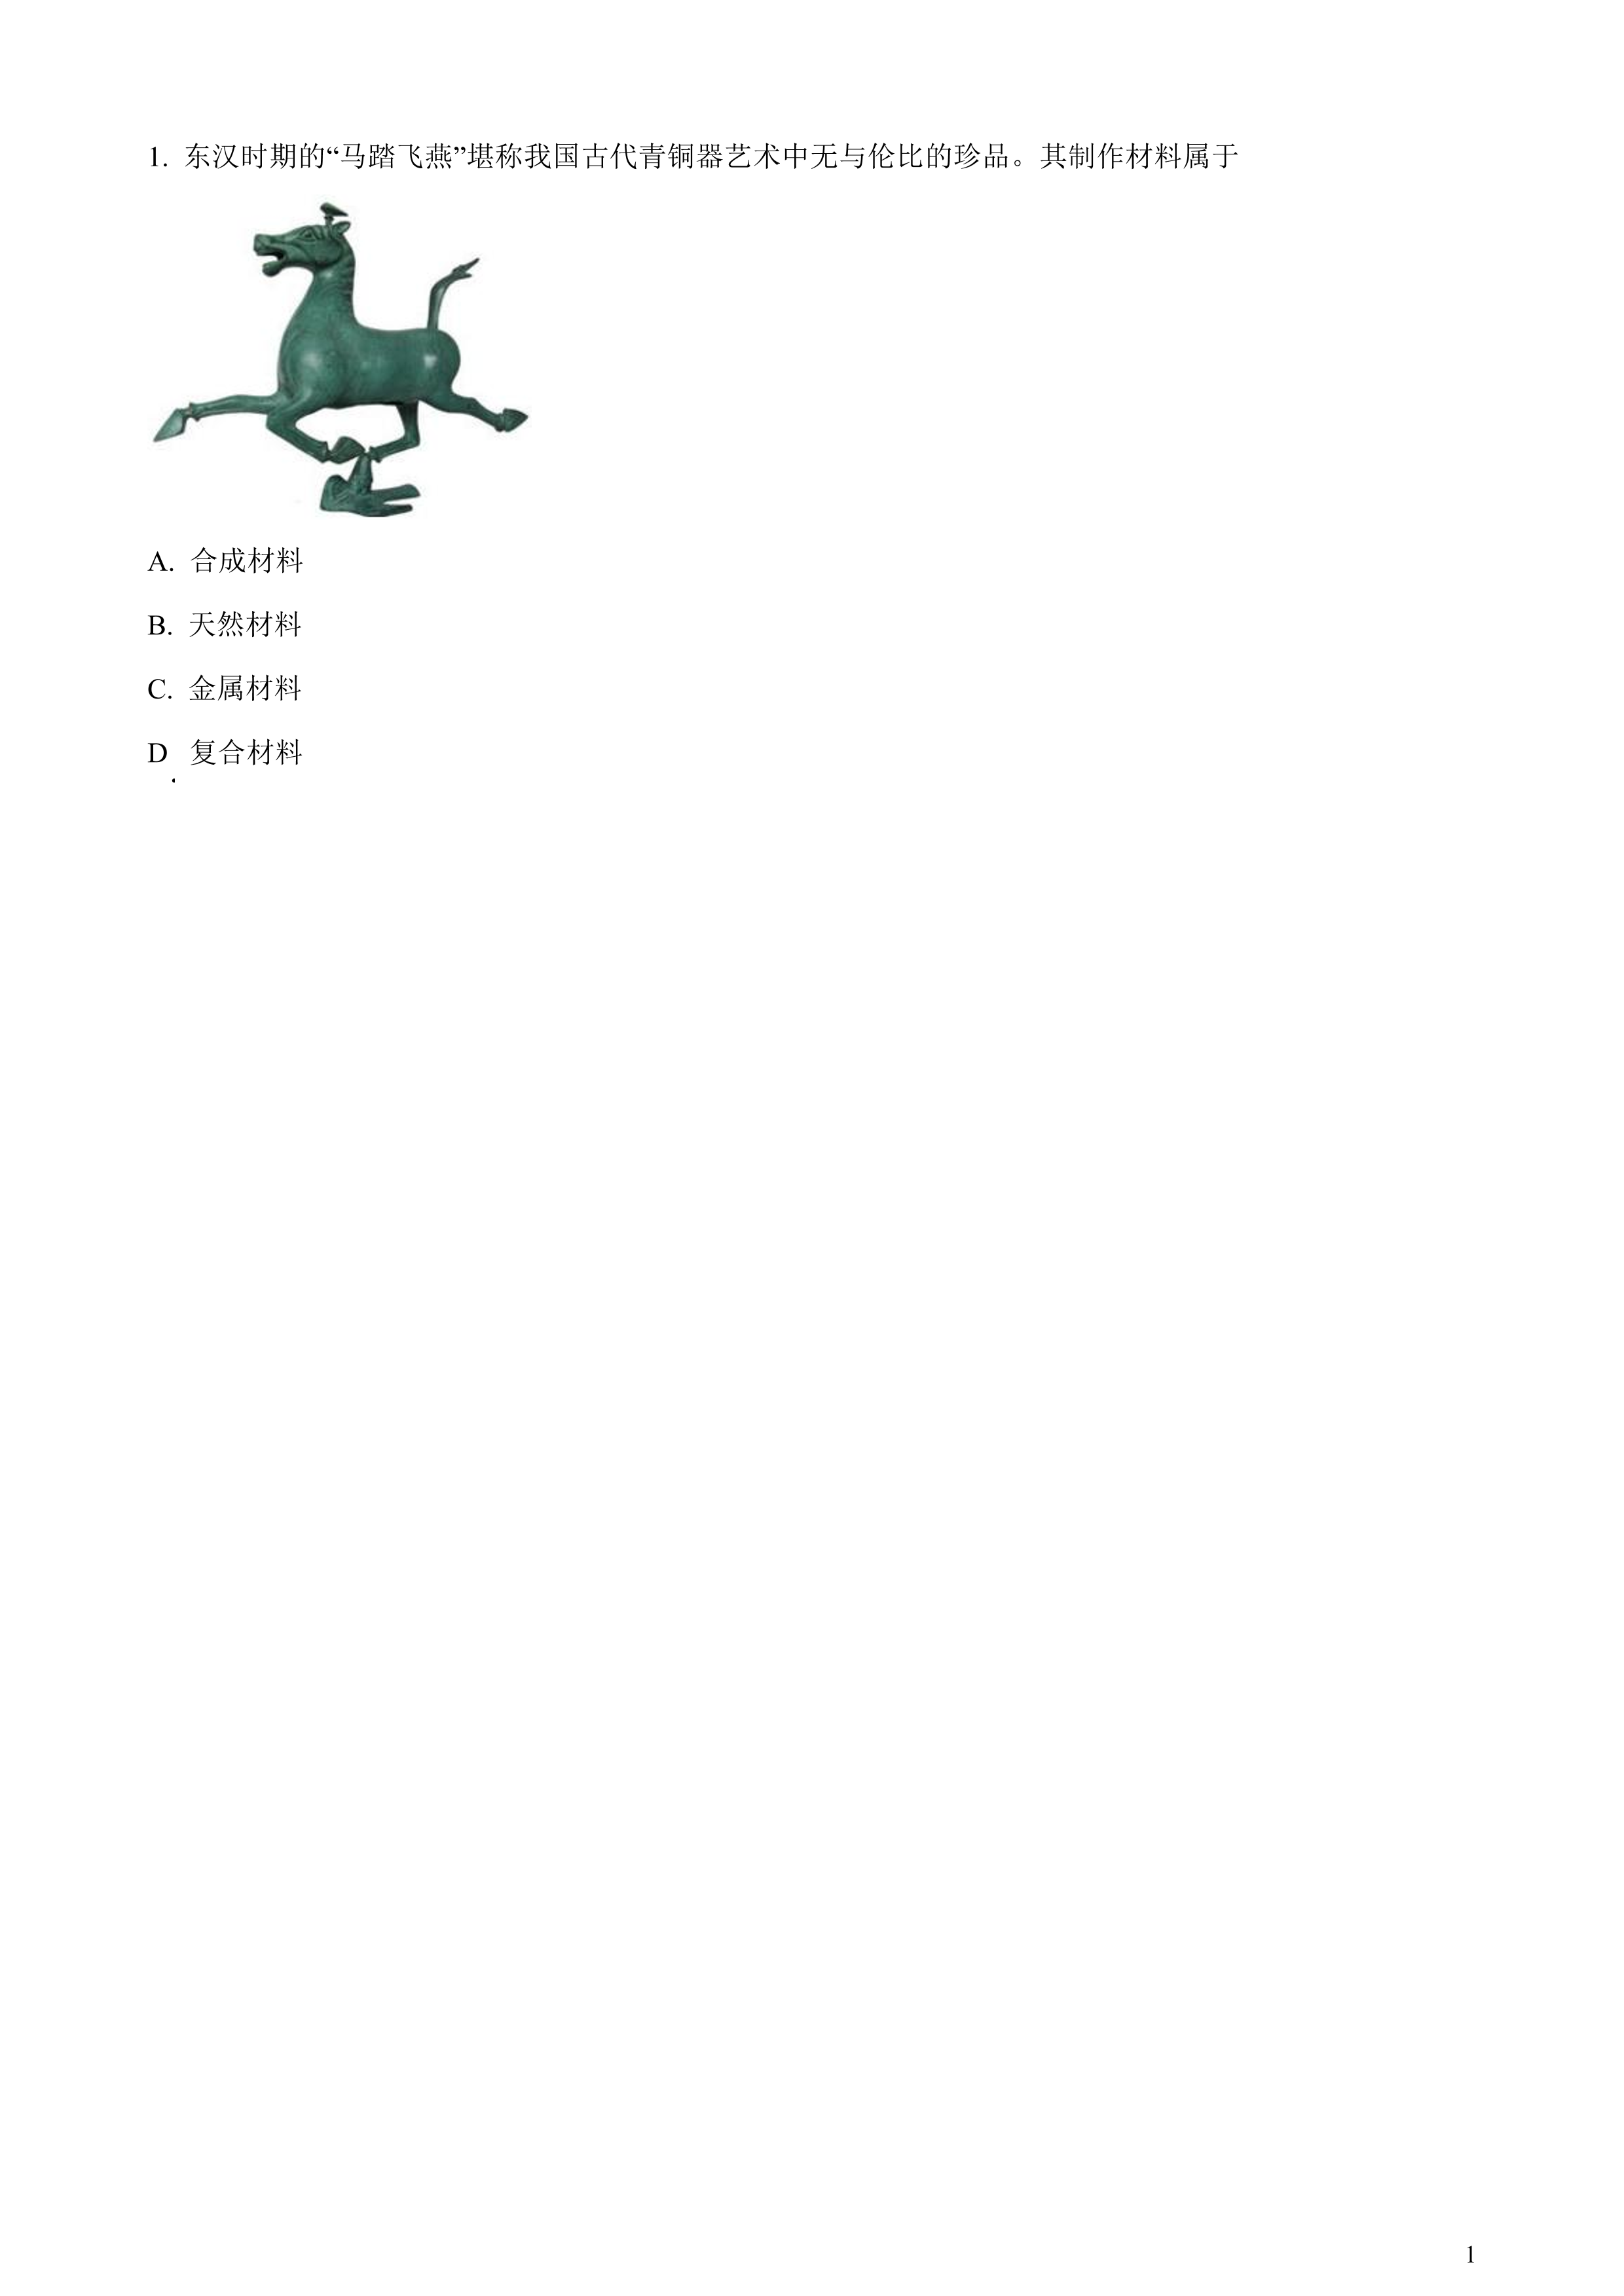 1. 东汉时期的“马踏飞燕”堪称我国古代青铜器艺术中无与伦比的珍品。其制作材料属于
A. 合成材料
B. 天然材料
C. 金属材料
D. 复合材料
1